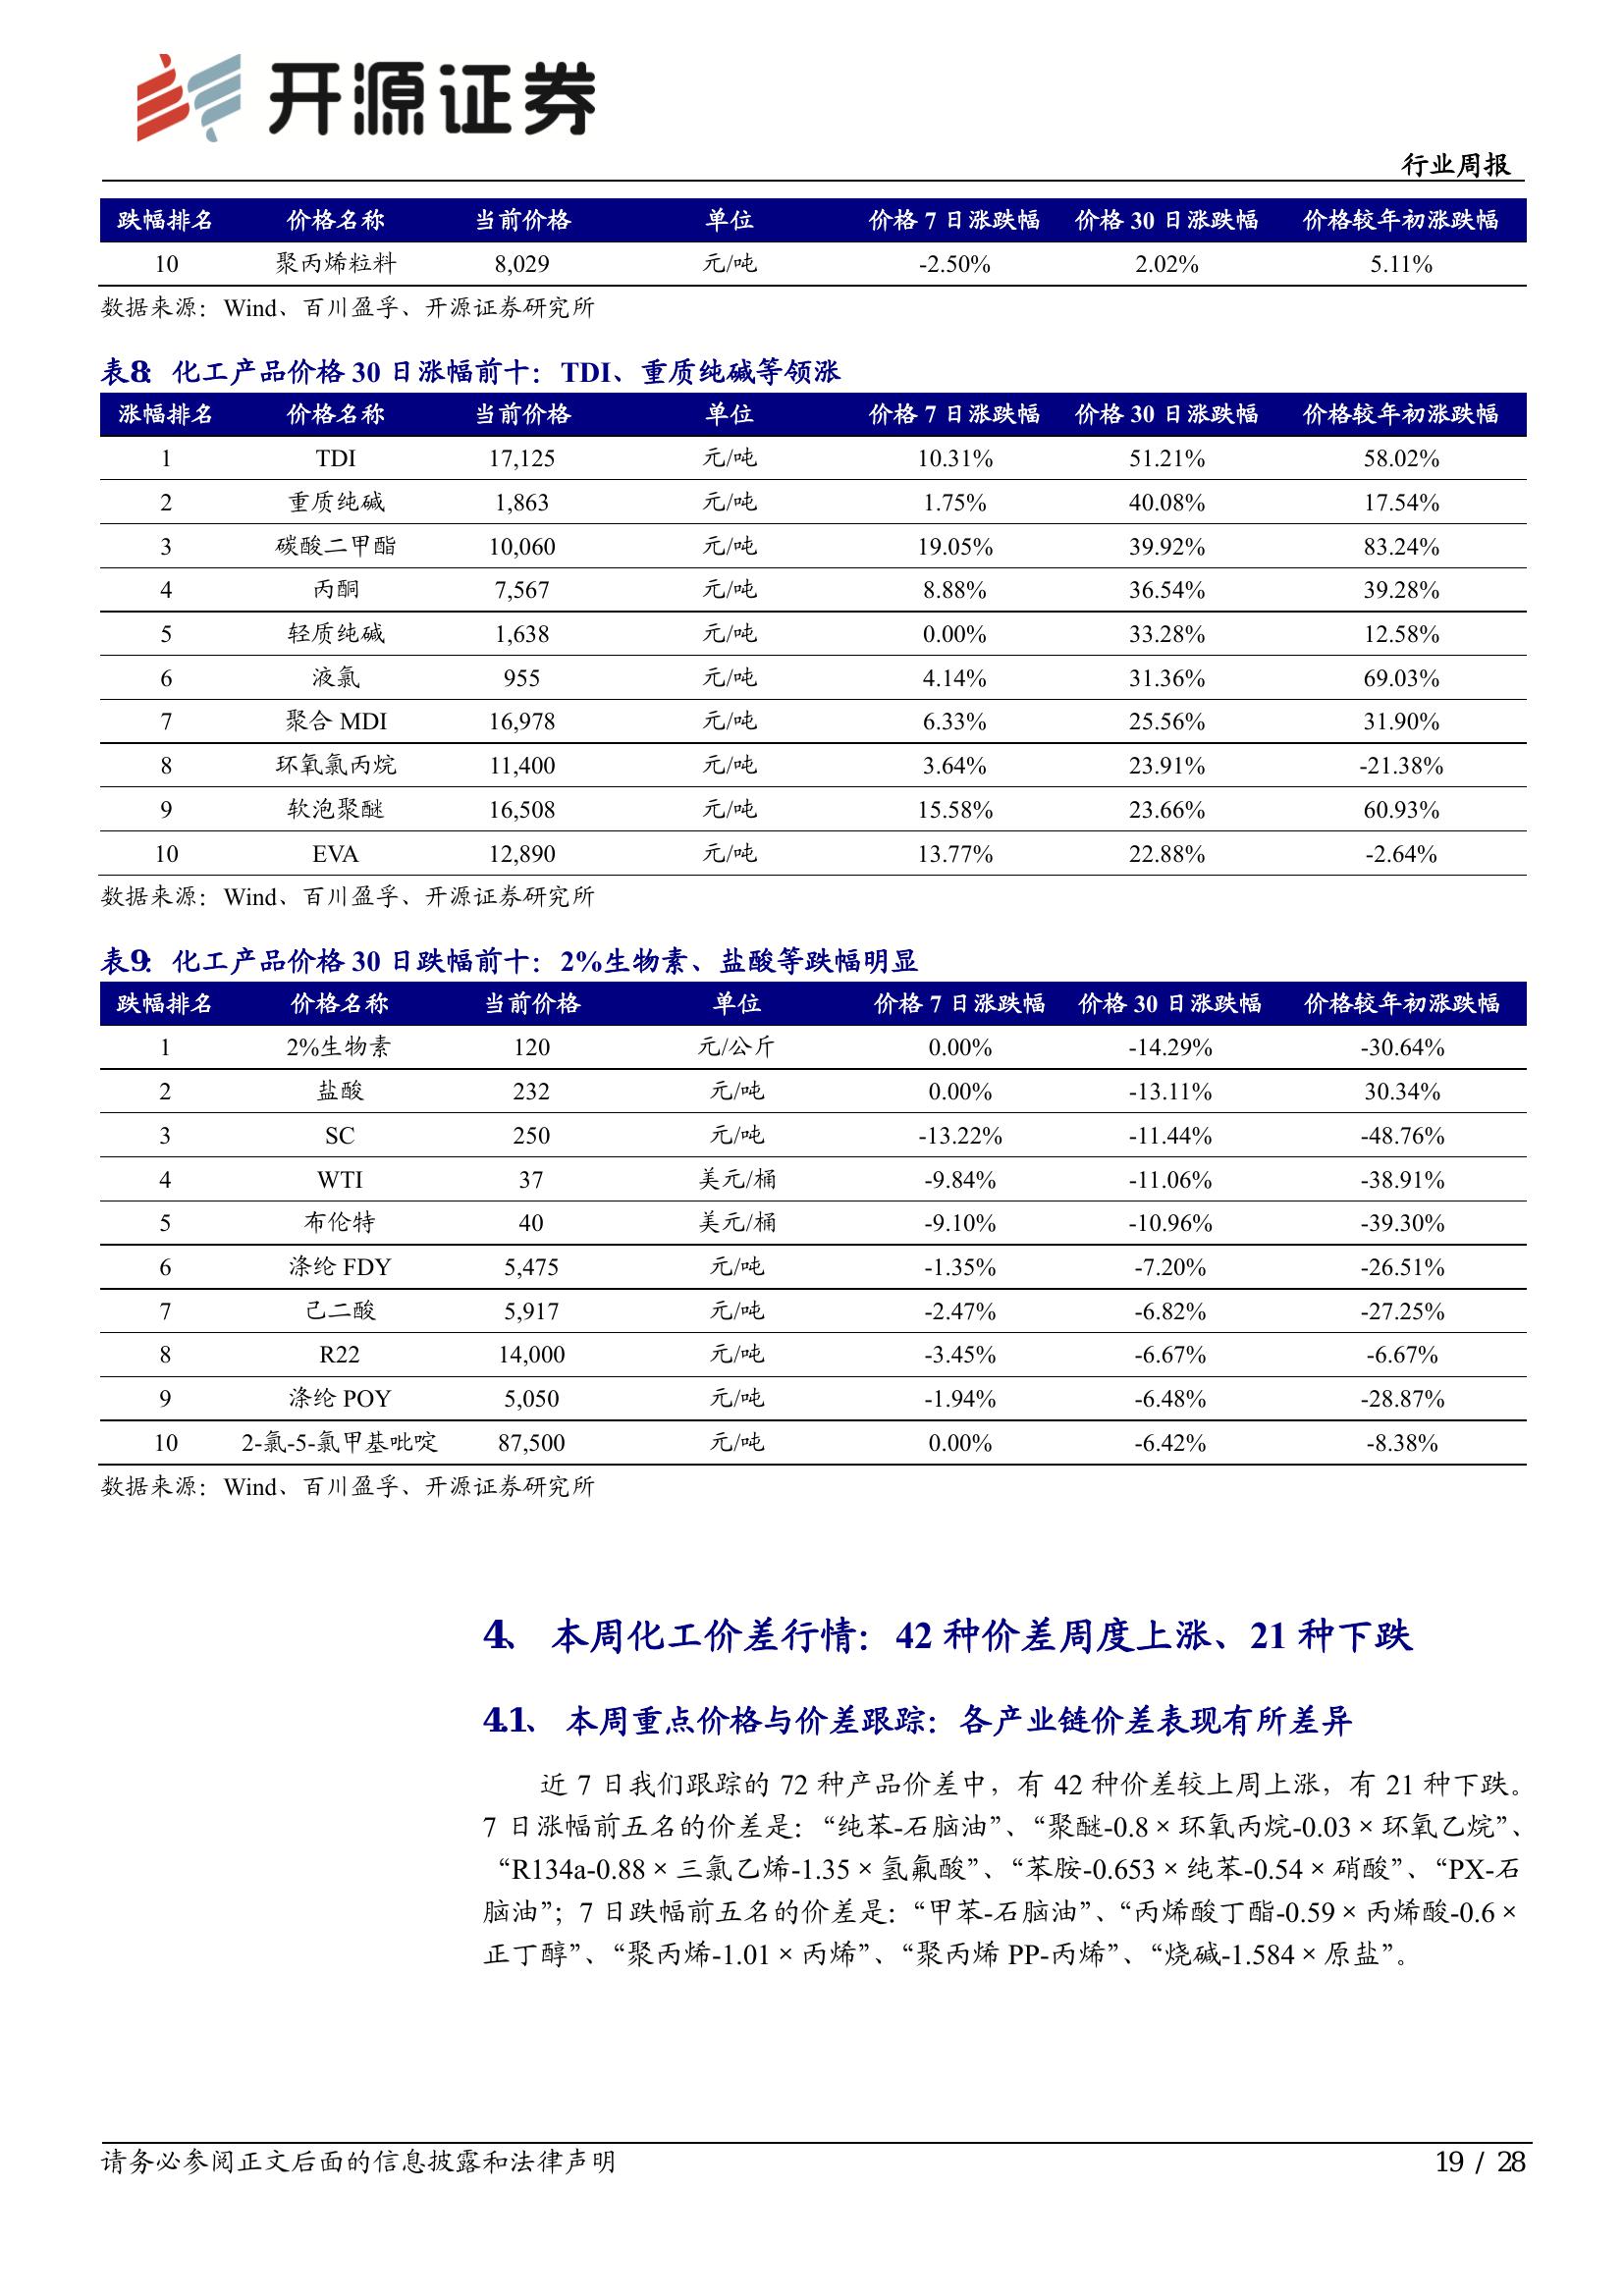 开源证券
行业周报
跌幅排名 价格名称 当前价格 单位 价格 7 日涨跌幅 价格 30 日涨跌幅 价格较年初涨跌幅
10 聚丙烯粒料 8,029 元/吨 -2.50% 2.02% 5.11%
数据来源：Wind、百川盈孚、开源证券研究所
表8：化工产品价格 30 日涨幅前十：TDI、重质纯碱等领涨
涨幅排名 价格名称 当前价格 单位 价格 7 日涨跌幅 价格 30 日涨跌幅 价格较年初涨跌幅
1 TDI 17,125 元/吨 10.31% 51.21% 58.02%
2 重质纯碱 1,863 元/吨 1.75% 40.08% 17.54%
3 碳酸二甲酯 10,060 元/吨 19.05% 39.92% 83.24%
4 丙酮 7,567 元/吨 8.88% 36.54% 39.28%
5 轻质纯碱 1,638 元/吨 0.00% 33.28% 12.58%
6 液氯 955 元/吨 4.14% 31.36% 69.03%
7 聚合 MDI 16,978 元/吨 6.33% 25.56% 31.90%
8 环氧氯丙烷 11,400 元/吨 3.64% 23.91% -21.38%
9 软泡聚醚 16,508 元/吨 15.58% 23.66% 60.93%
10 EVA 12,890 元/吨 13.77% 22.88% -2.64%
数据来源：Wind、百川盈孚、开源证券研究所
表9：化工产品价格 30 日跌幅前十：2%生物素、盐酸等跌幅明显
跌幅排名 价格名称 当前价格 单位 价格 7 日涨跌幅 价格 30 日涨跌幅 价格较年初涨跌幅
1 2%生物素 120 元/公斤 0.00% -14.29% -30.64%
2 盐酸 232 元/吨 0.00% -13.11% 30.34%
3 SC 250 元/吨 -13.22% -11.44% -48.76%
4 WTI 37 美元/桶 -9.84% -11.06% -38.91%
5 布伦特 40 美元/桶 -9.10% -10.96% -39.30%
6 涤纶 FDY 5,475 元/吨 -1.35% -7.20% -26.51%
7 己二酸 5,917 元/吨 -2.47% -6.82% -27.25%
8 R22 14,000 元/吨 -3.45% -6.67% -6.67%
9 涤纶 POY 5,050 元/吨 -1.94% -6.48% -28.87%
10 2-氯-5-氯甲基吡啶 87,500 元/吨 0.00% -6.42% -8.38%
数据来源：Wind、百川盈孚、开源证券研究所
4、 本周化工价差行情：42 种价差周度上涨、21 种下跌
4.1、 本周重点价格与价差跟踪：各产业链价差表现有所差异
近 7 日我们跟踪的 72 种产品价差中，有 42 种价差较上周上涨，有 21 种下跌。
7 日涨幅前五名的价差是：“纯苯-石脑油”、“聚醚-0.8×环氧丙烷-0.03×环氧乙烷”、
“R134a-0.88×三氯乙烯-1.35×氢氟酸”、“苯胺-0.653×纯苯-0.54×硝酸”、“PX-石
脑油”；7 日跌幅前五名的价差是：“甲苯-石脑油”、“丙烯酸丁酯-0.59×丙烯酸-0.6×
正丁醇”、“聚丙烯-1.01×丙烯”、“聚丙烯 PP-丙烯”、“烧碱-1.584×原盐”。
请务必参阅正文后面的信息披露和法律声明
19 / 28